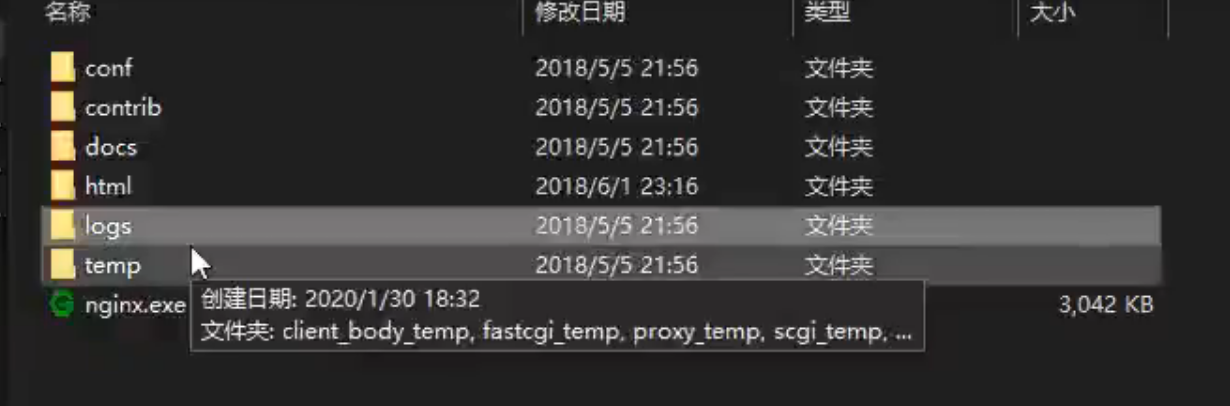 名称 修改日期 类型 大小
conf 2018/5/5 21:56 文件夹
contrib 2018/5/5 21:56 文件夹
docs 2018/5/5 21:56 文件夹
html 2018/6/1 23:16 文件夹
logs 2018/5/5 21:56 文件夹
temp 2018/5/5 21:56 文件夹
nginx.exe 3,042 KB
创建日期: 2020/1/30 18:32
文件夹: client_body_temp, fastcgi_temp, proxy_temp, scgi_temp, ...